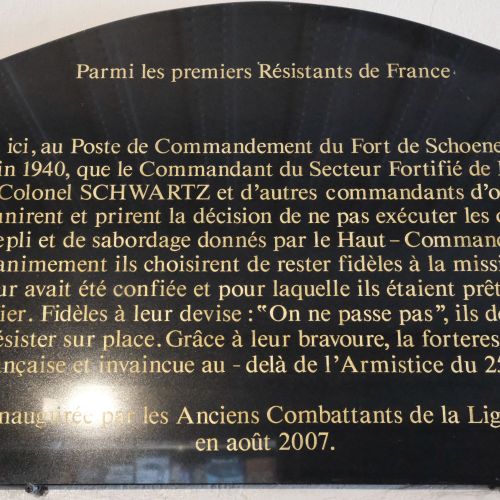 Parmi les premiers Résistants de France
ici, au Poste de Commandement du Fort de Schoene
in 1940, que le Commandant du Secteur Fortifié de
Colonel SCHWARTZ et d'autres commandants d'o
unirent et prirent la décision de ne pas exécuter les
epli et de sabordage donnés par le Haut-Comman
animement ils choisirent de rester fidèles à la missi
ur avait été confiée et pour laquelle ils étaient prêt
ier. Fidèles à leur devise : "On ne passe pas", ils d
ésister sur place. Grâce à leur bravoure, la forteres
nçaise et invaincue au-delà de l'Armistice du 25
naugurée par les Anciens Combattants de la Lig
en août 2007.